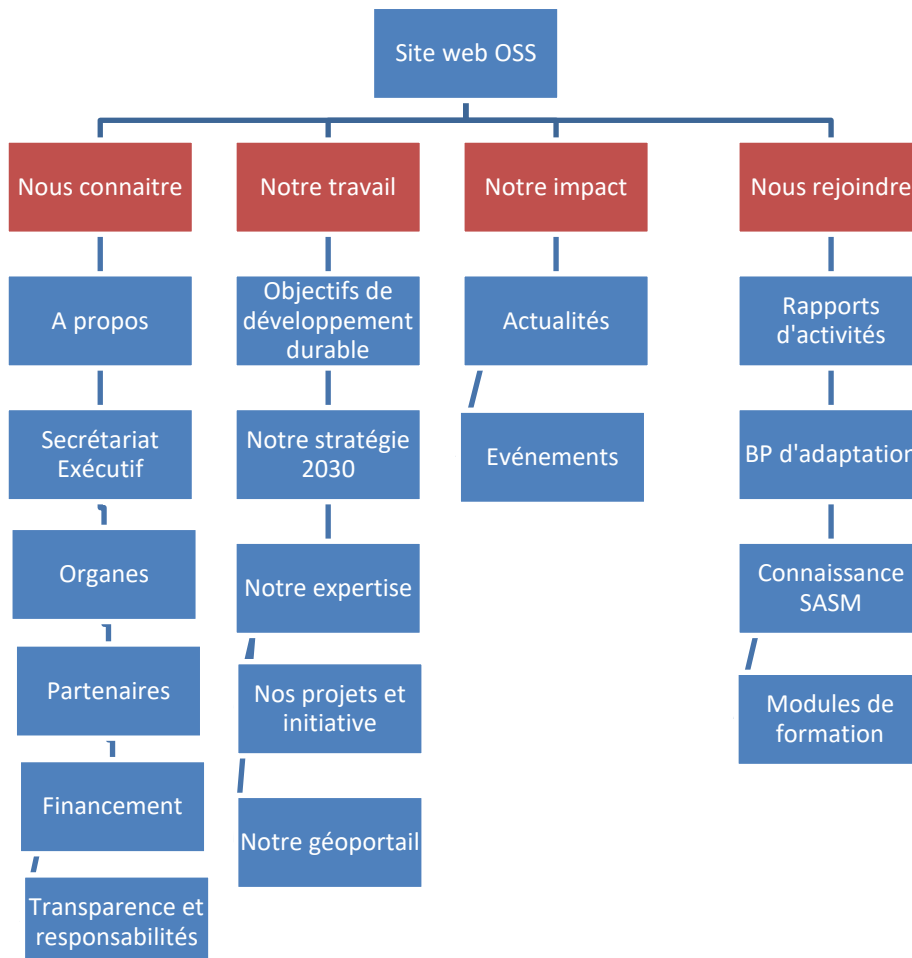 Site web OSS
Nous connaitre
Notre travail
Notre impact
Nous rejoindre
A propos
Objectifs de
développement
durable
Actualités
Rapports
d'activités
Secrétariat
Exécutif
Notre stratégie
2030
Evénements
BP d'adaptation
Organes
Notre expertise
Connaissance
SASM
Partenaires
Nos projets et
initiative
Modules de
formation
Financement
Notre géoportail
Transparence et
responsabilités